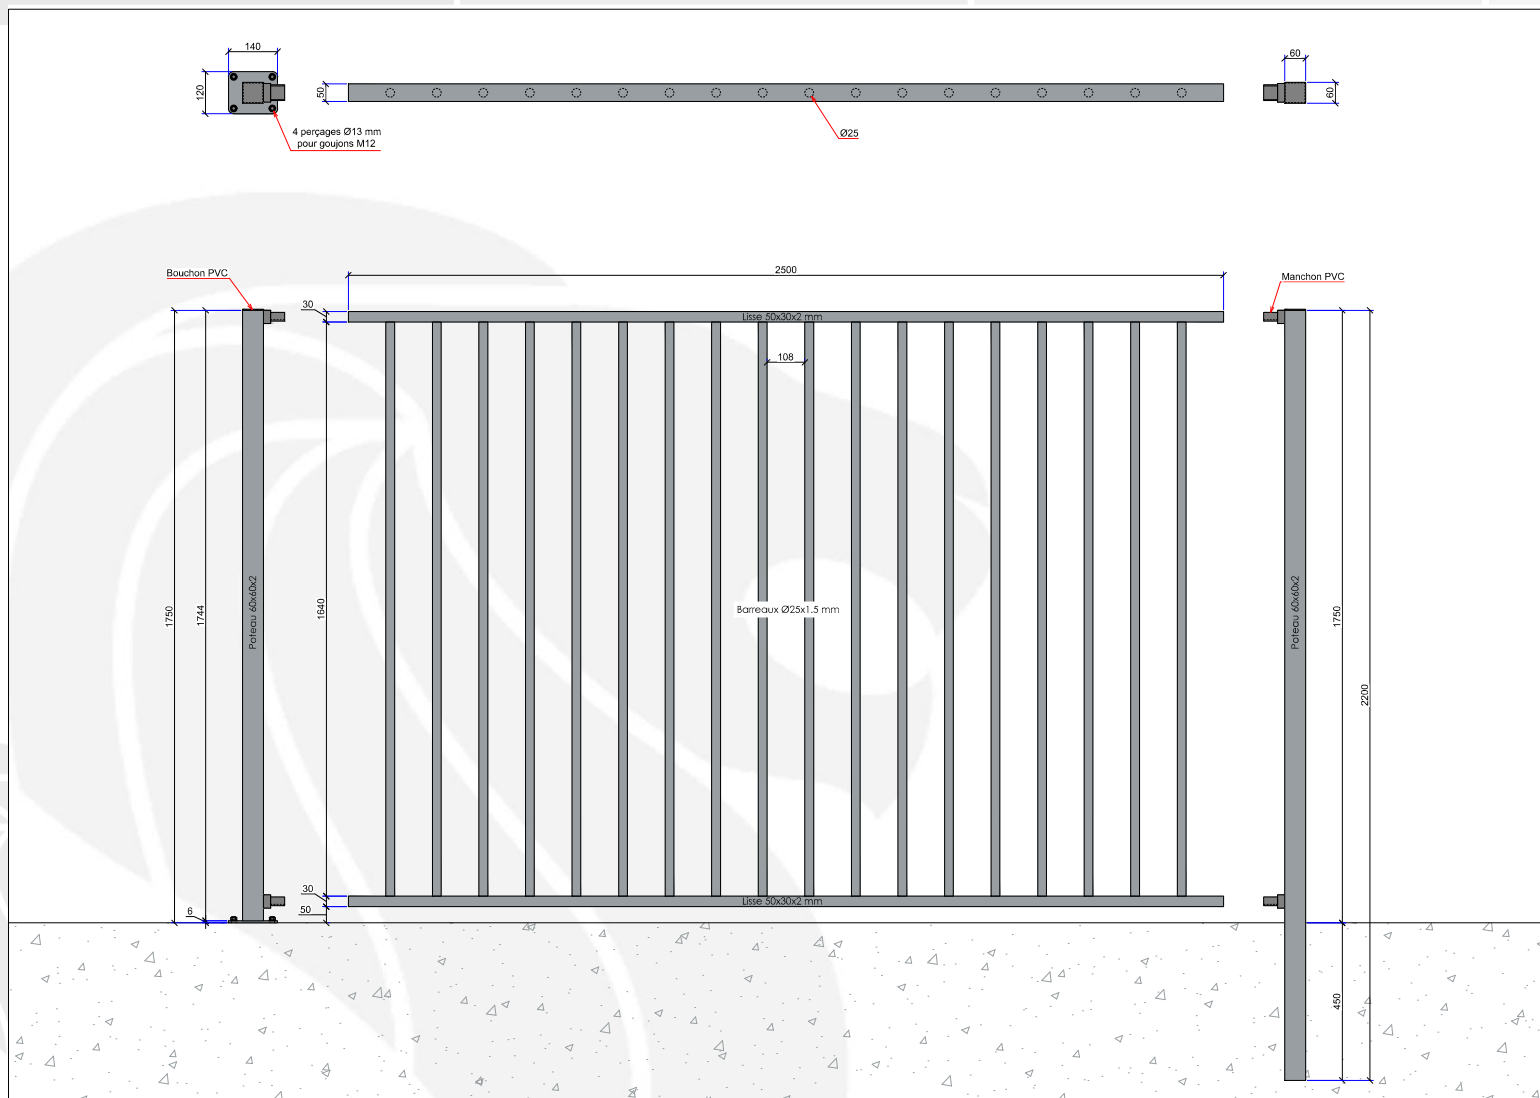 140
120
4 perçages Ø13 mm
pour goujons M12
50
Ø25
60
60
Bouchon PVC
2500
Manchon PVC
30
Lisse 50x30x2 mm
108
1750
1744
Poteau 60x60x2
1640
Barreaux Ø25x1.5 mm
Poteau 60x60x2
1750
2200
30
Lisse 50x30x2 mm
6
50
450